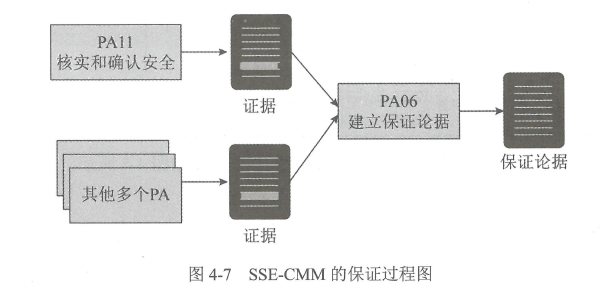 PA11
核实和确认安全
证据
PA06
建立保证论据
保证论据
其他多个PA
证据
图 4-7 SSE-CMM 的保证过程图